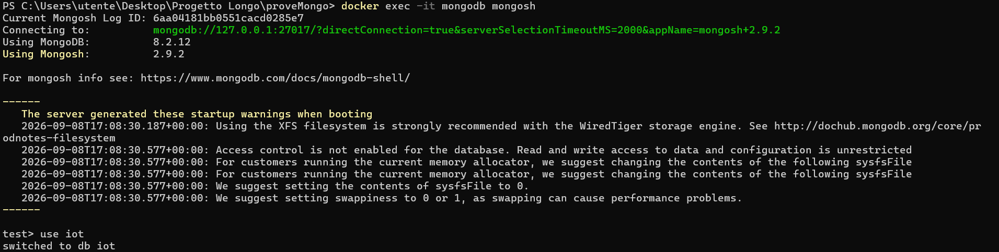 PS C:\Users\utente\Desktop\Progetto Longo\proveMongo> docker exec -it mongodb mongosh
Current Mongosh Log ID: 6aa04181bb0551cacd0285e7
Connecting to:          mongodb://127.0.0.1:27017/?directConnection=true&serverSelectionTimeoutMS=2000&appName=mongosh+2.9.2
Using MongoDB:          8.2.12
Using Mongosh:          2.9.2

For mongosh info see: https://www.mongodb.com/docs/mongodb-shell/

------
   The server generated these startup warnings when booting
   2026-09-08T17:08:30.187+00:00: Using the XFS filesystem is strongly recommended with the WiredTiger storage engine. See http://dochub.mongodb.org/core/pr
odnotes-filesystem
   2026-09-08T17:08:30.577+00:00: Access control is not enabled for the database. Read and write access to data and configuration is unrestricted
   2026-09-08T17:08:30.577+00:00: For customers running the current memory allocator, we suggest changing the contents of the following sysfsFile
   2026-09-08T17:08:30.577+00:00: For customers running the current memory allocator, we suggest changing the contents of the following sysfsFile
   2026-09-08T17:08:30.577+00:00: We suggest setting the contents of sysfsFile to 0.
   2026-09-08T17:08:30.577+00:00: We suggest setting swappiness to 0 or 1, as swapping can cause performance problems.
------

test> use iot
switched to db iot